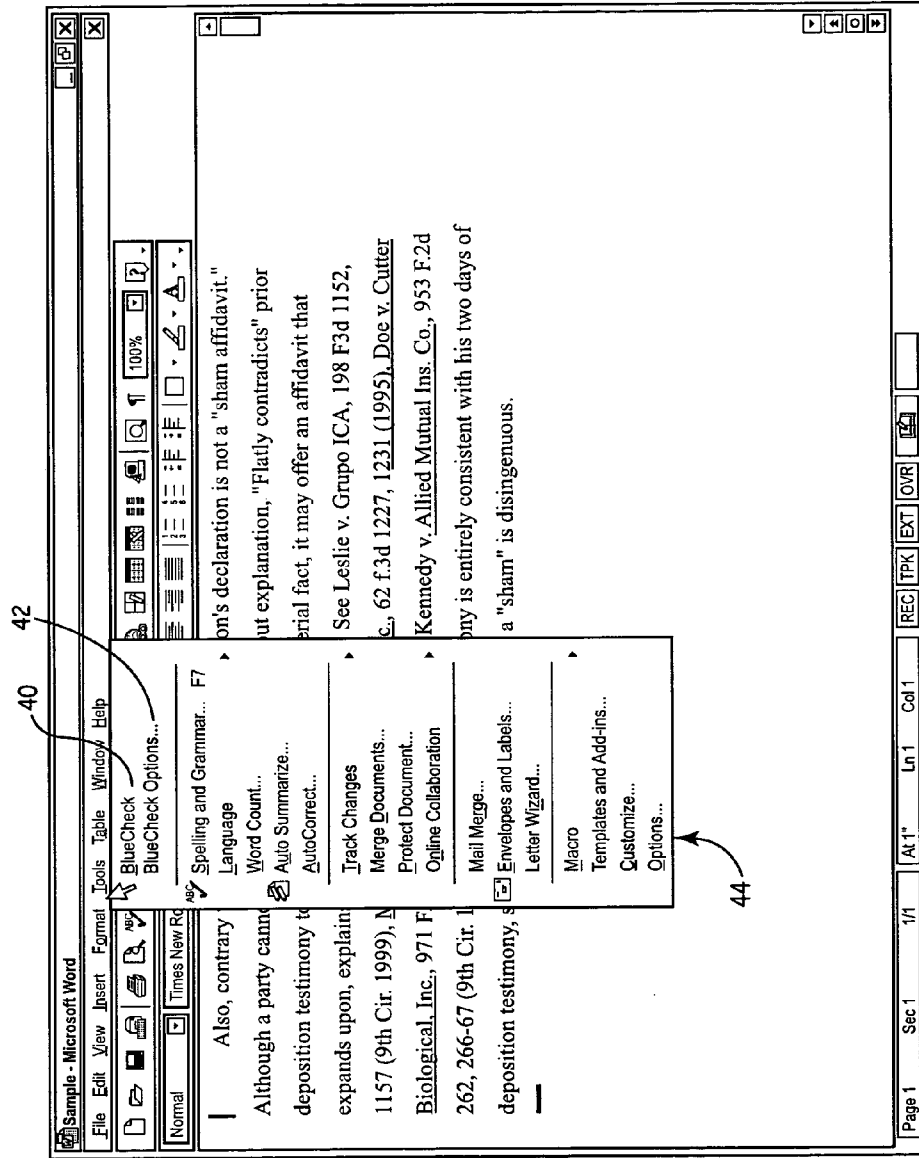 Sample - Microsoft Word
File Edit View Insert Format Tools Table Window Help
100%
Normal Times New Ro
40
42
BlueCheck
BlueCheck Options...
ABC Spelling and Grammar... F7
Language
Word Count...
Auto Summarize...
AutoCorrect...
Track Changes
Merge Documents...
Protect Document...
Online Collaboration
Mail Merge...
Envelopes and Labels...
Letter Wizard...
Macro
Templates and Add-ins...
Customize...
Options...
44
Also, contrary on's declaration is not a "sham affidavit."
Although a party canno out explanation, "Flatly contradicts" prior
deposition testimony to erial fact, it may offer an affidavit that
expands upon, explain See Leslie v. Grupo ICA, 198 F3d 1152,
1157 (9th Cir. 1999), N c., 62 f.3d 1227, 1231 (1995), Doe v. Cutter
Biological, Inc., 971 F. Kennedy v. Allied Mutual Ins. Co., 953 F.2d
262, 266-67 (9th Cir. 1 ony is entirely consistent with his two days of
deposition testimony, s a "sham" is disingenuous.
Page 1 Sec 1 1/1 At 1" Ln 1 Col 1 REC TPK EXT OVR